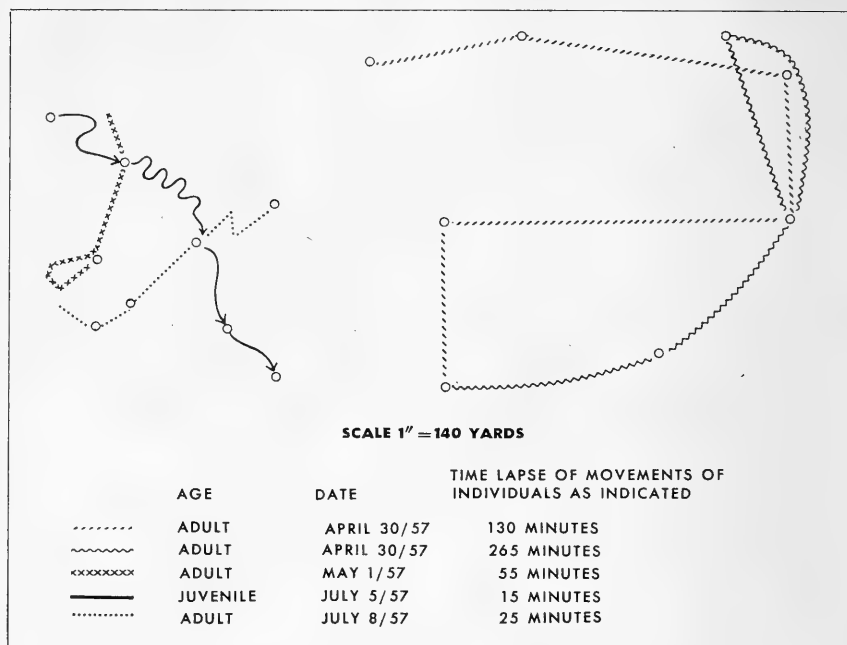 SCALE 1" = 140 YARDS
AGE DATE TIME LAPSE OF MOVEMENTS OF INDIVIDUALS AS INDICATED
ADULT APRIL 30/57 130 MINUTES
ADULT APRIL 30/57 265 MINUTES
ADULT MAY 1/57 55 MINUTES
JUVENILE JULY 5/57 15 MINUTES
ADULT JULY 8/57 25 MINUTES